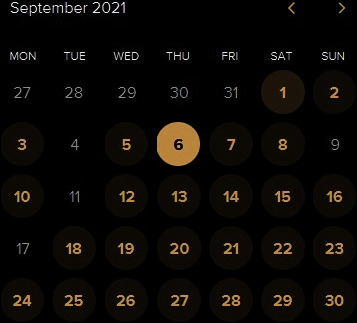 September 2021
MON TUE WED THU FRI SAT SUN
27 28 29 30 31 1 2
3 4 5 6 7 8 9
10 11 12 13 14 15 16
17 18 19 20 21 22 23
24 25 26 27 28 29 30